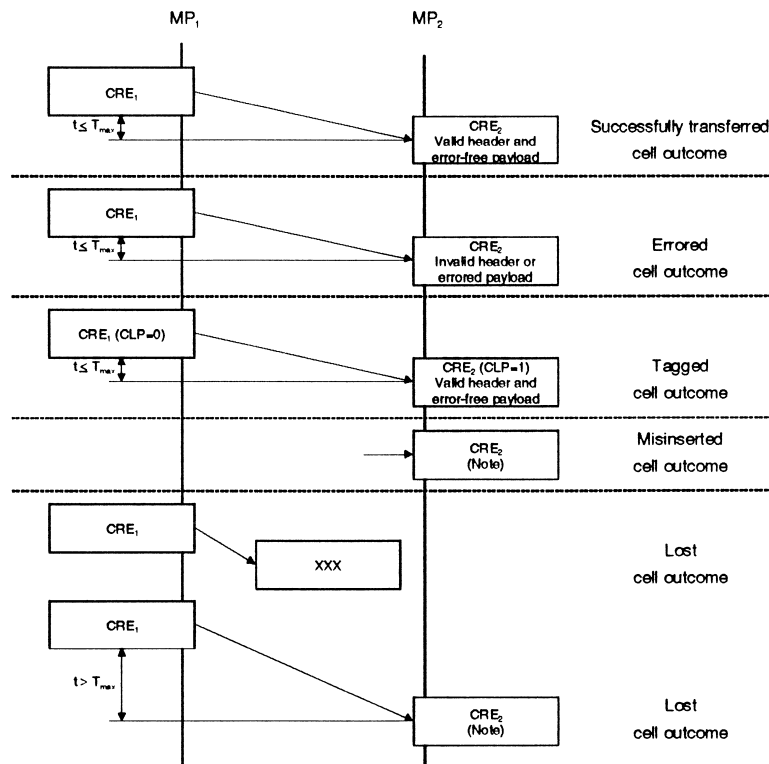 MP₁ MP₂
CRE₁
t ≤ Tₘₐₓ
CRE₂
Valid header and
error-free payload
Successfully transferred
cell outcome
CRE₁
t ≤ Tₘₐₓ
CRE₂
Invalid header or
errored payload
Errored
cell outcome
CRE₁ (CLP=0)
t ≤ Tₘₐₓ
CRE₂ (CLP=1)
Valid header and
error-free payload
Tagged
cell outcome
CRE₂
(Note)
Misinserted
cell outcome
CRE₁
XXX
Lost
cell outcome
CRE₁
t > Tₘₐₓ
CRE₂
(Note)
Lost
cell outcome